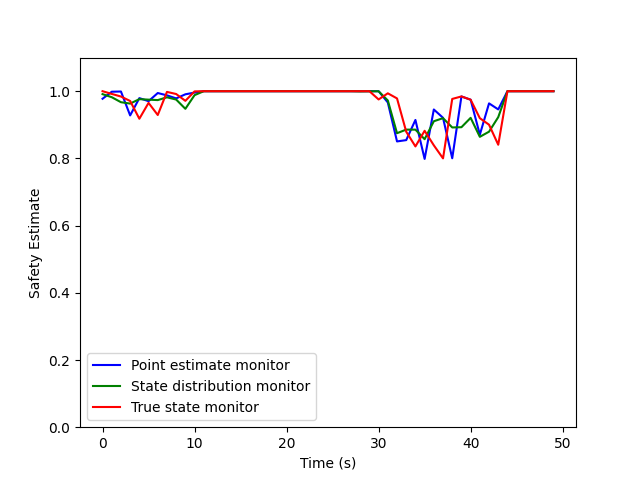 1.0
0.8
0.6
0.4
0.2
0.0
Safety Estimate
Point estimate monitor
State distribution monitor
True state monitor
0 10 20 30 40 50
Time (s)